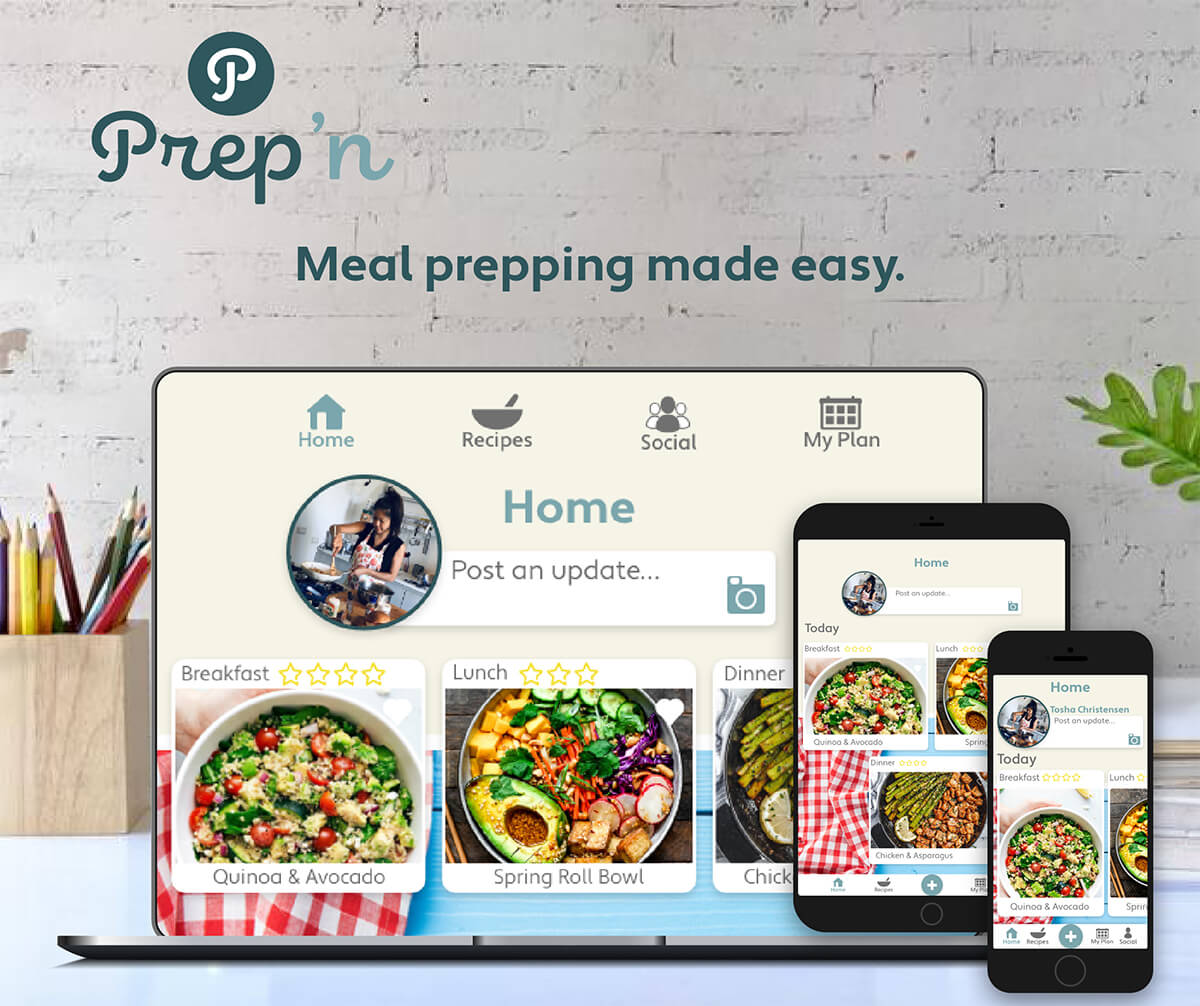 P
Prep'n
Meal prepping made easy.
Home
Recipes
Social
My Plan
Home
Post an update...
Breakfast
Lunch
Dinner
Quinoa & Avocado
Spring Roll Bowl
Chick
Home
Post an update...
Today
Breakfast
Lunch
Quinoa & Avocado
Spring
Dinner
Chicken & Asparagus
Home
Recipes
My Pla
Home
Tosha Christensen
Post an update...
Today
Breakfast
Lunch
Quinoa & Avocado
Sprin
Home
Recipes
My Plan
Social